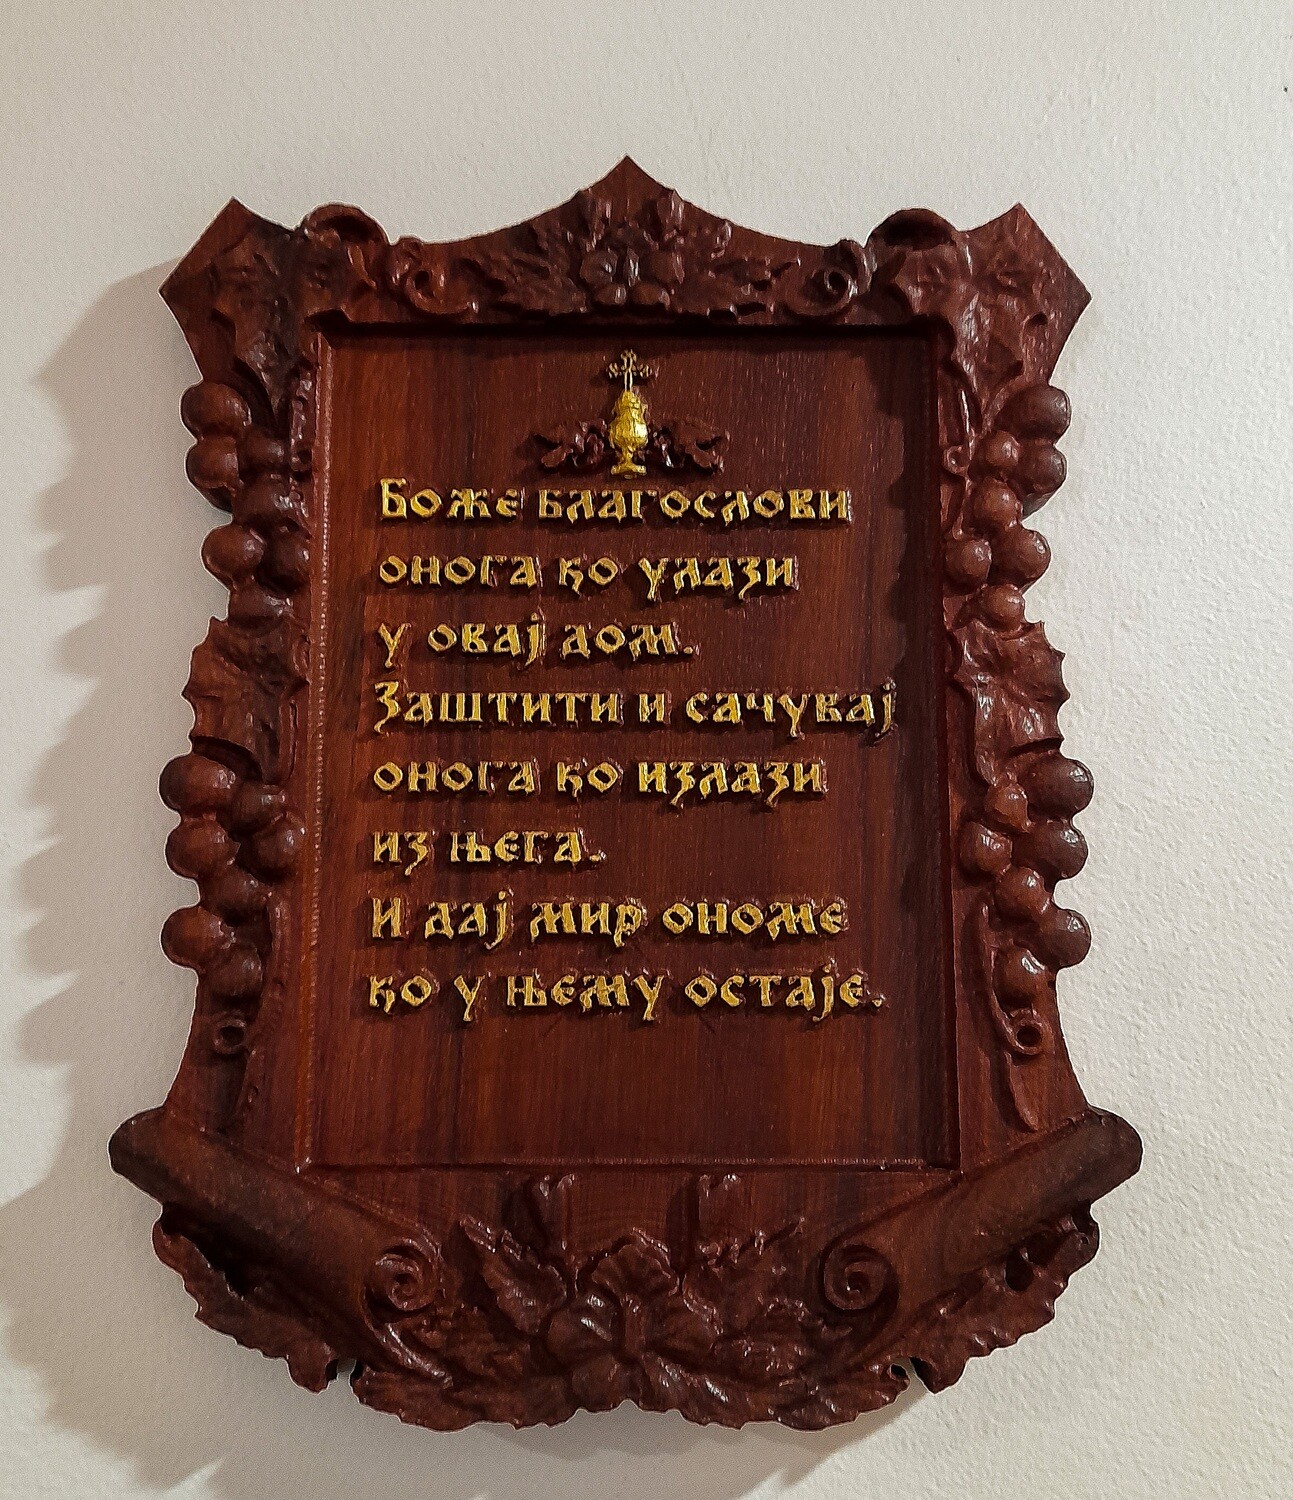 Боже благослови
онога ко улази
у овај дом.
Заштити и сачувај
онога ко излази
из њега.
И дај мир ономе
ко у њему остаје.